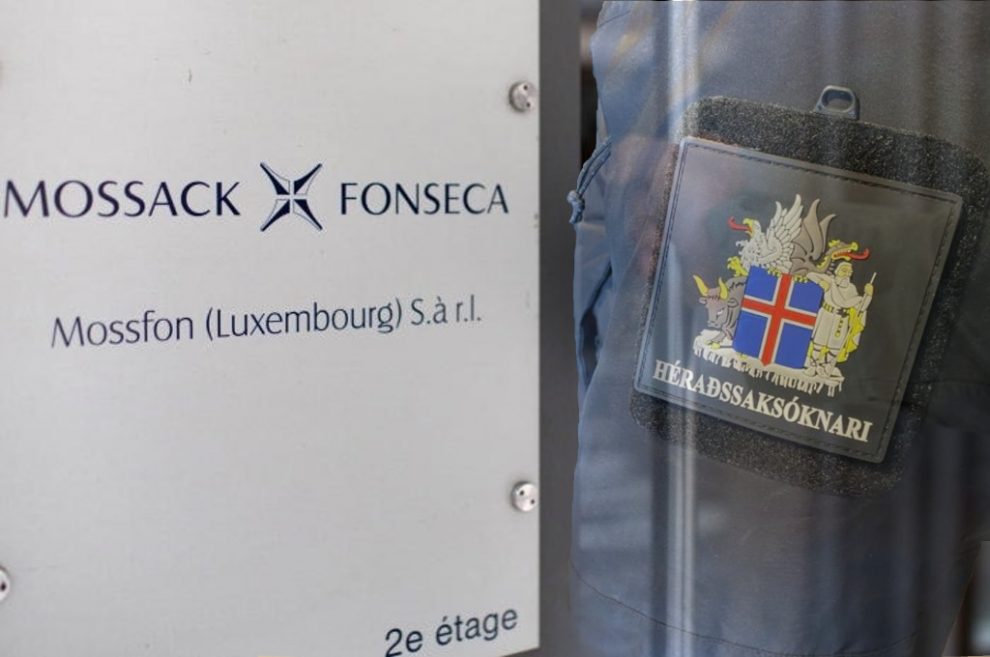 MOSSACK FONSECA
Mossfon (Luxembourg) S.à r.l.
2e étage
HÉRAÐSSAKSÓKNARI